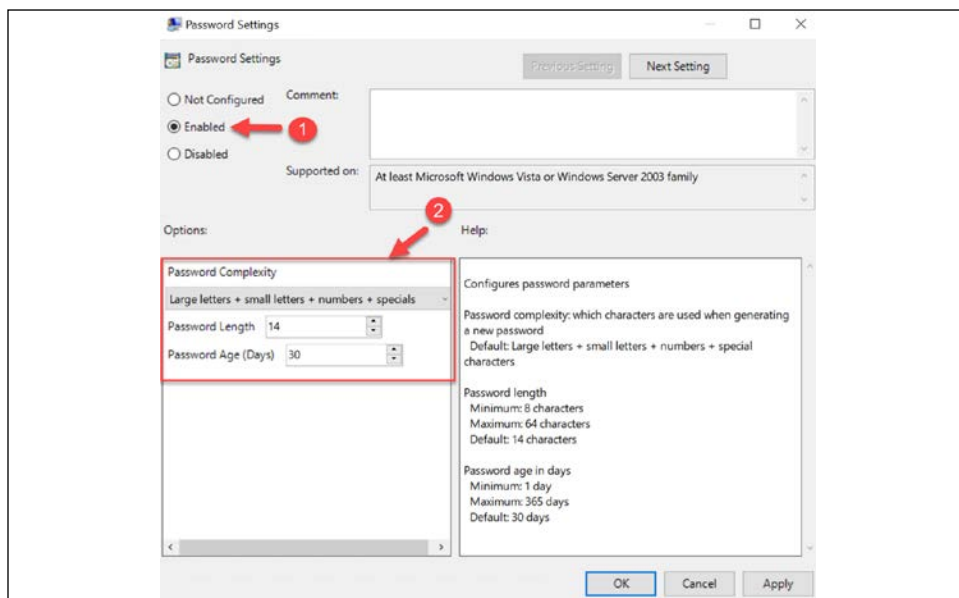 Password Settings
Password Settings
Previous Setting
Next Setting
Not Configured
Comment:
Enabled
1
Disabled
Supported on:
At least Microsoft Windows Vista or Windows Server 2003 family
2
Options:
Help:
Password Complexity
Large letters + small letters + numbers + specials
Password Length 14
Password Age (Days) 30
Configures password parameters
Password complexity: which characters are used when generating
a new password
Default: Large letters + small letters + numbers + special
characters
Password length
Minimum: 8 characters
Maximum: 64 characters
Default: 14 characters
Password age in days
Minimum: 1 day
Maximum: 365 days
Default: 30 days
OK
Cancel
Apply